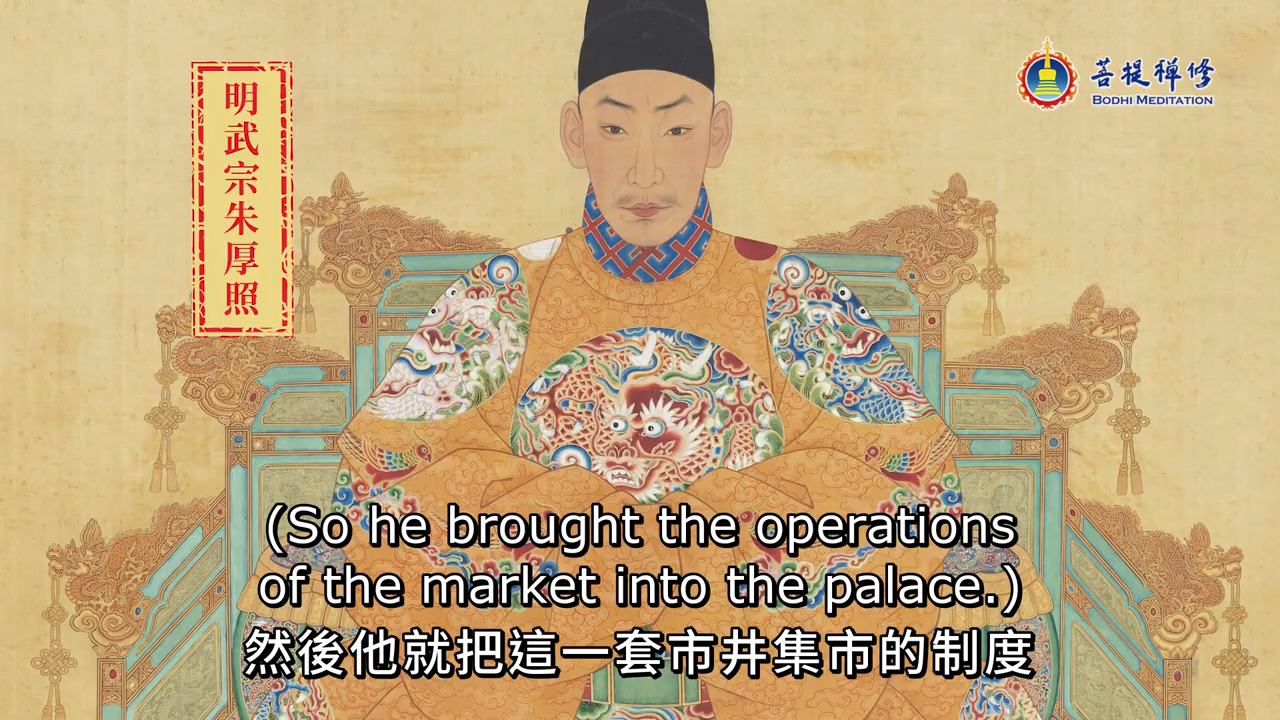 明武宗朱厚照
菩提禪修
BODHI MEDITATION
(So he brought the operations
of the market into the palace.)
然後他就把這一套市井集市的制度